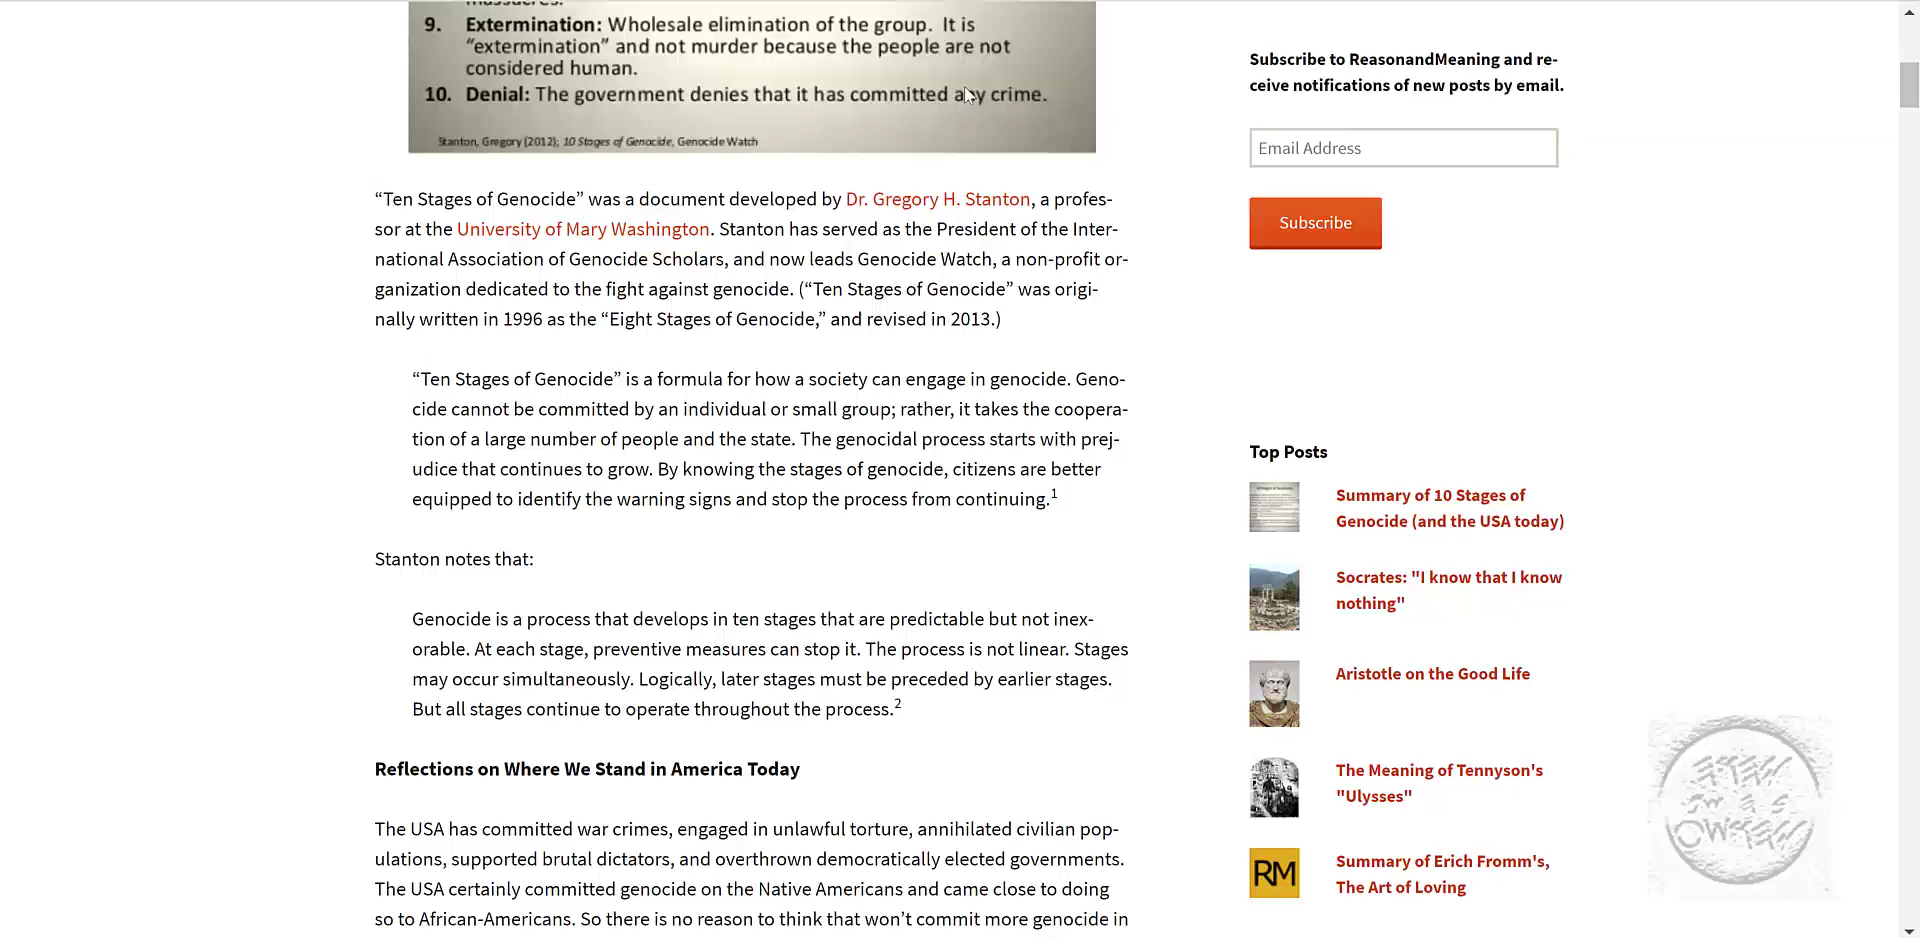 9. Extermination: Wholesale elimination of the group. It is
“extermination” and not murder because the people are not
considered human.
10. Denial: The government denies that it has committed any crime.
Stanton, Gregory (2012); 10 Stages of Genocide, Genocide Watch
“Ten Stages of Genocide” was a document developed by Dr. Gregory H. Stanton, a profes-
sor at the University of Mary Washington. Stanton has served as the President of the Inter-
national Association of Genocide Scholars, and now leads Genocide Watch, a non-profit or-
ganization dedicated to the fight against genocide. (“Ten Stages of Genocide” was origi-
nally written in 1996 as the “Eight Stages of Genocide,” and revised in 2013.)
“Ten Stages of Genocide” is a formula for how a society can engage in genocide. Geno-
cide cannot be committed by an individual or small group; rather, it takes the coopera-
tion of a large number of people and the state. The genocidal process starts with prej-
udice that continues to grow. By knowing the stages of genocide, citizens are better
equipped to identify the warning signs and stop the process from continuing.1
Stanton notes that:
Genocide is a process that develops in ten stages that are predictable but not inex-
orable. At each stage, preventive measures can stop it. The process is not linear. Stages
may occur simultaneously. Logically, later stages must be preceded by earlier stages.
But all stages continue to operate throughout the process.2
Reflections on Where We Stand in America Today
The USA has committed war crimes, engaged in unlawful torture, annihilated civilian pop-
ulations, supported brutal dictators, and overthrown democratically elected governments.
The USA certainly committed genocide on the Native Americans and came close to doing
so to African-Americans. So there is no reason to think that won’t commit more genocide in
Subscribe to ReasonandMeaning and re-
ceive notifications of new posts by email.
Email Address
Subscribe
Top Posts
Summary of 10 Stages of
Genocide (and the USA today)
Socrates: "I know that I know
nothing"
Aristotle on the Good Life
The Meaning of Tennyson's
"Ulysses"
RM
Summary of Erich Fromm's,
The Art of Loving